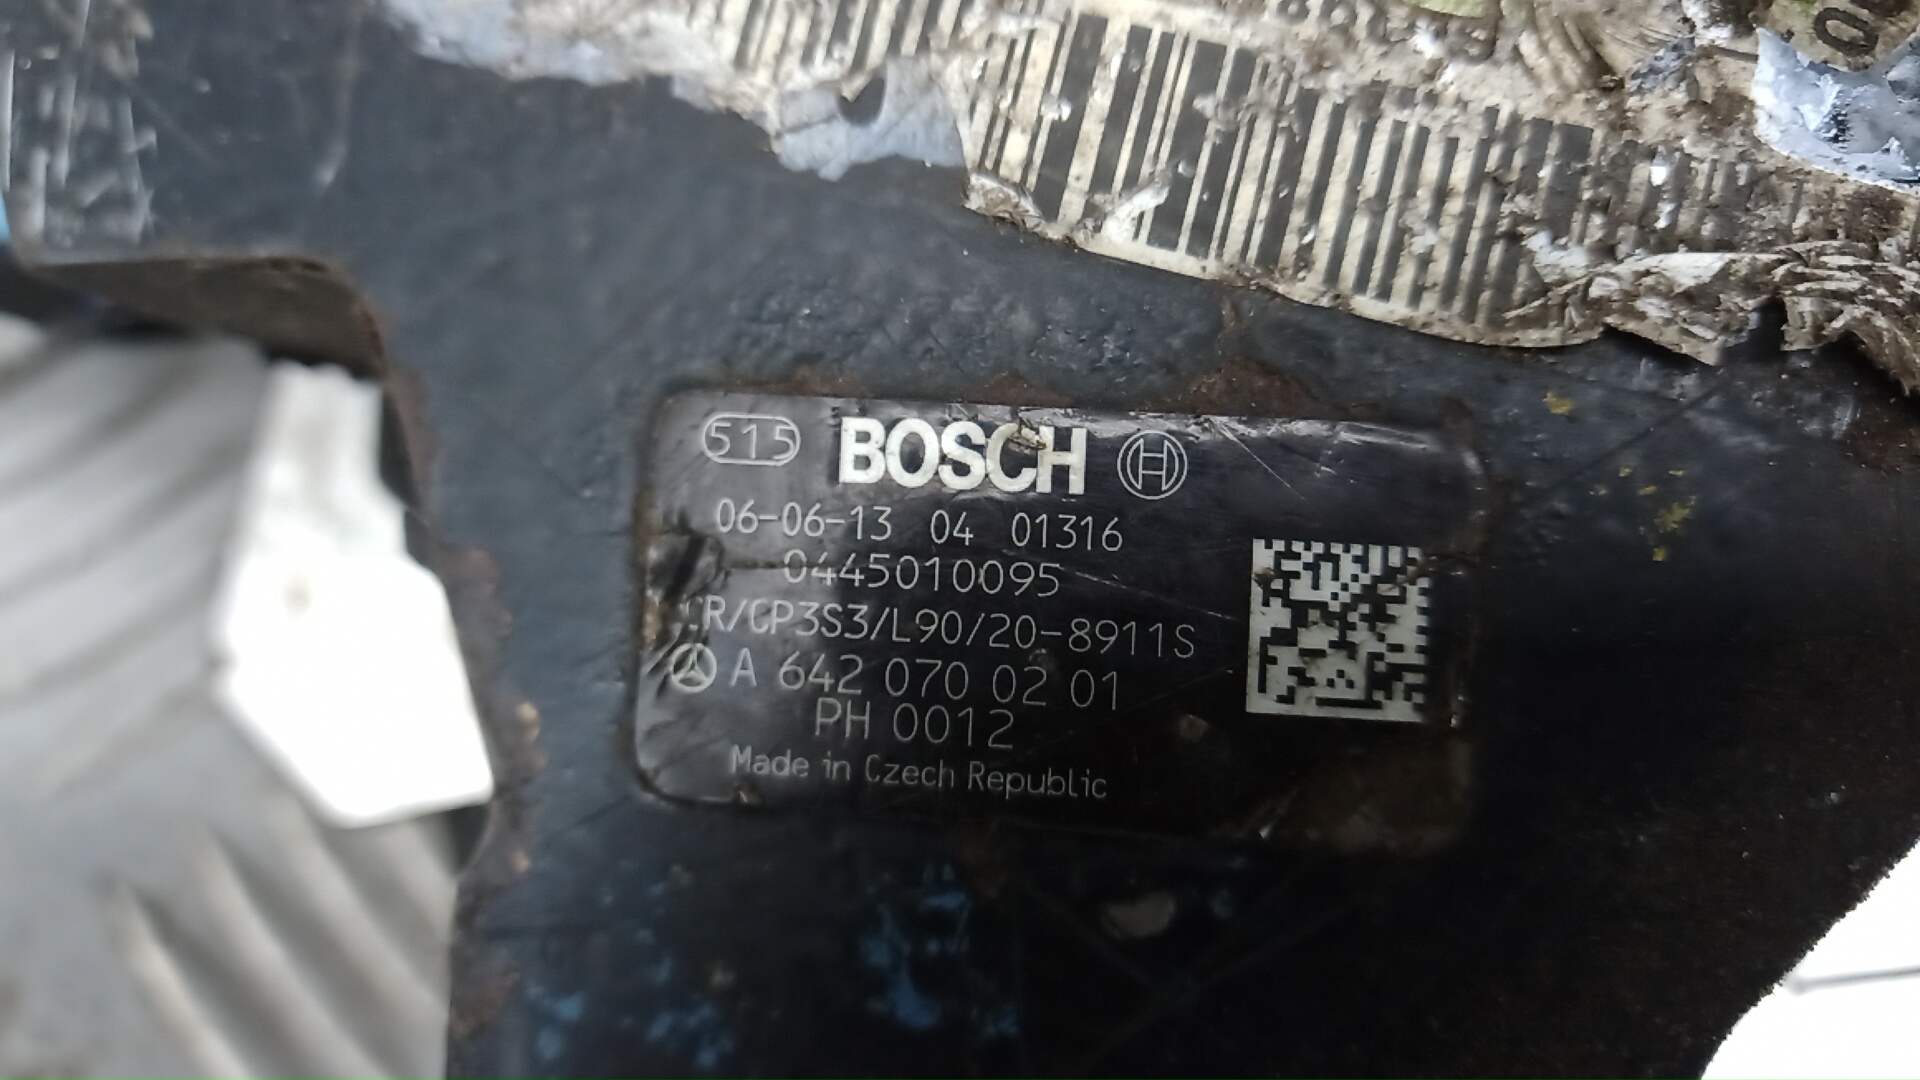 515 BOSCH
06-06-13 04 01316
0445010095
CR/CP3S3/L90/20-8911S
A 642 070 02 01
PH 0012
Made in Czech Republic